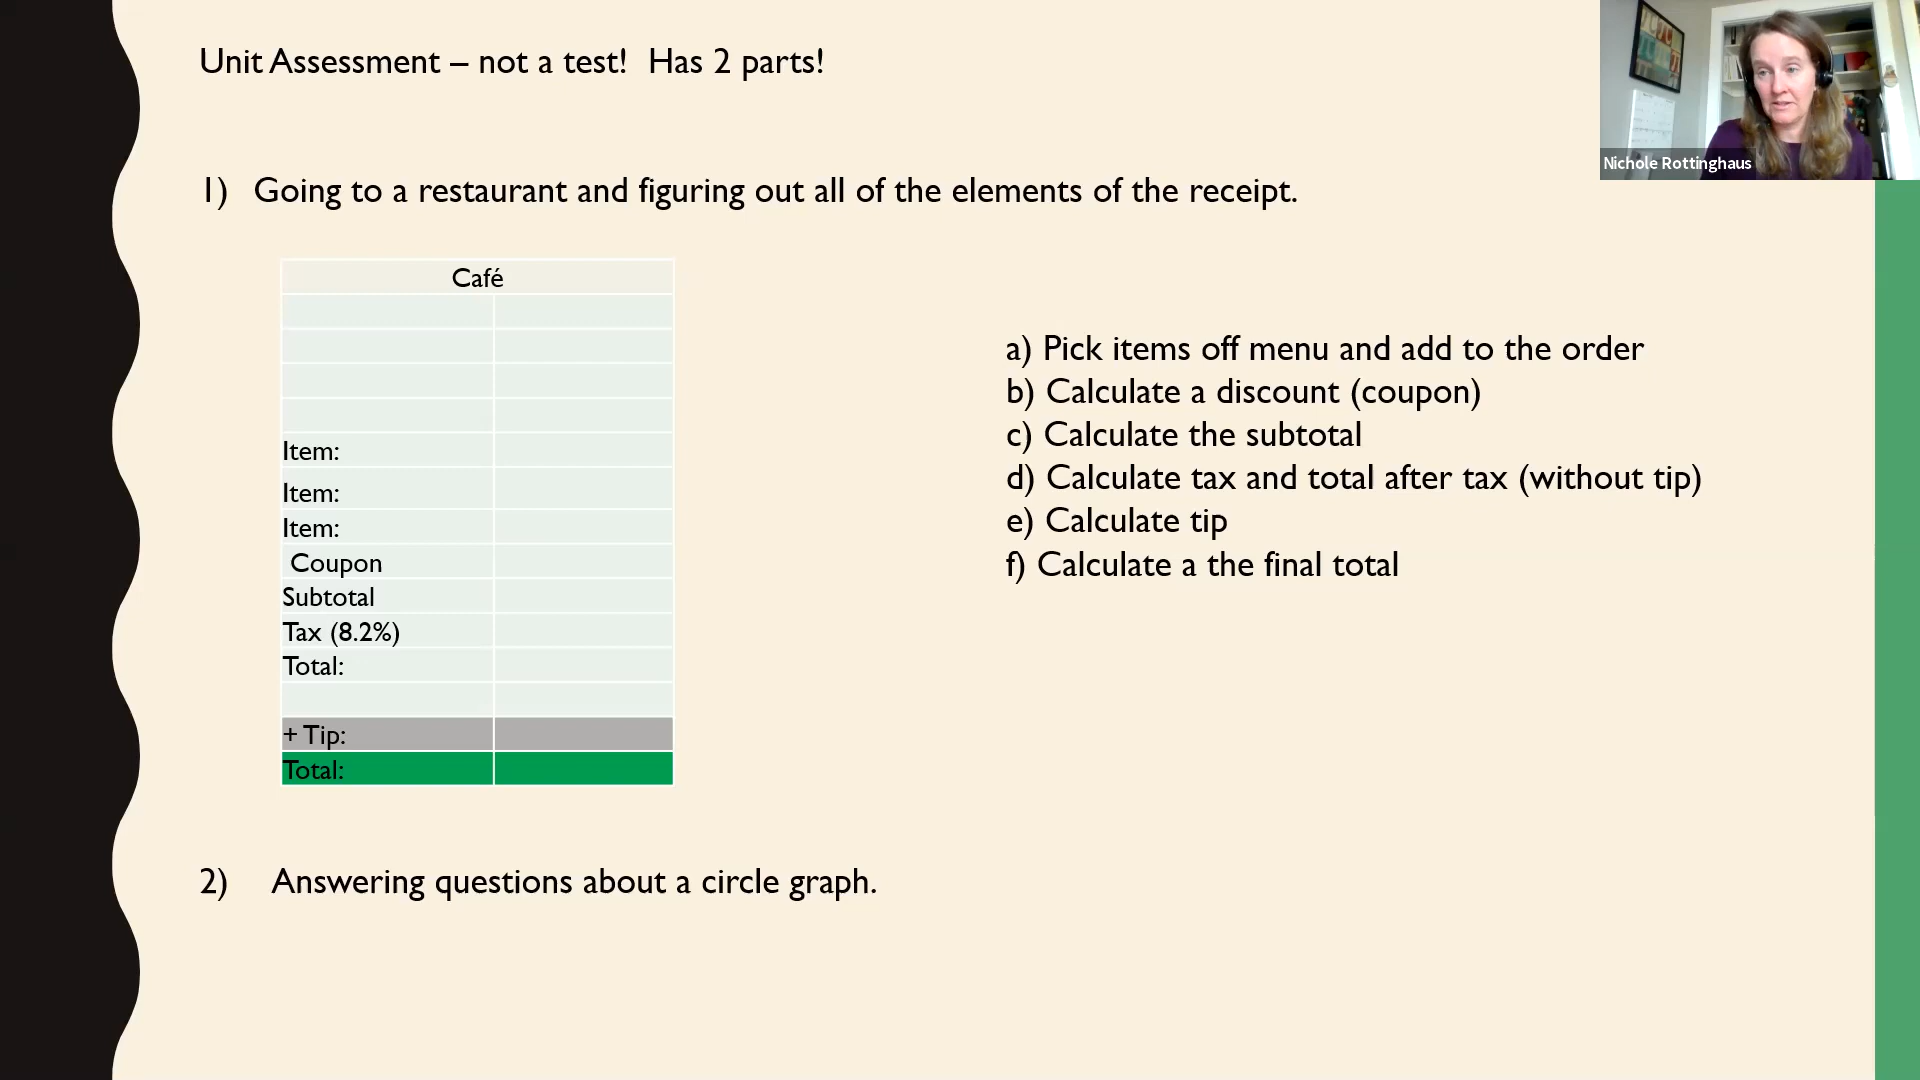 Unit Assessment – not a test!  Has 2 parts!
Nichole Rottinghaus
1) Going to a restaurant and figuring out all of the elements of the receipt.
Café
Item:
Item:
Item:
Coupon
Subtotal
Tax (8.2%)
Total:
+ Tip:
Total:
a) Pick items off menu and add to the order
b) Calculate a discount (coupon)
c) Calculate the subtotal
d) Calculate tax and total after tax (without tip)
e) Calculate tip
f) Calculate a the final total
2) Answering questions about a circle graph.